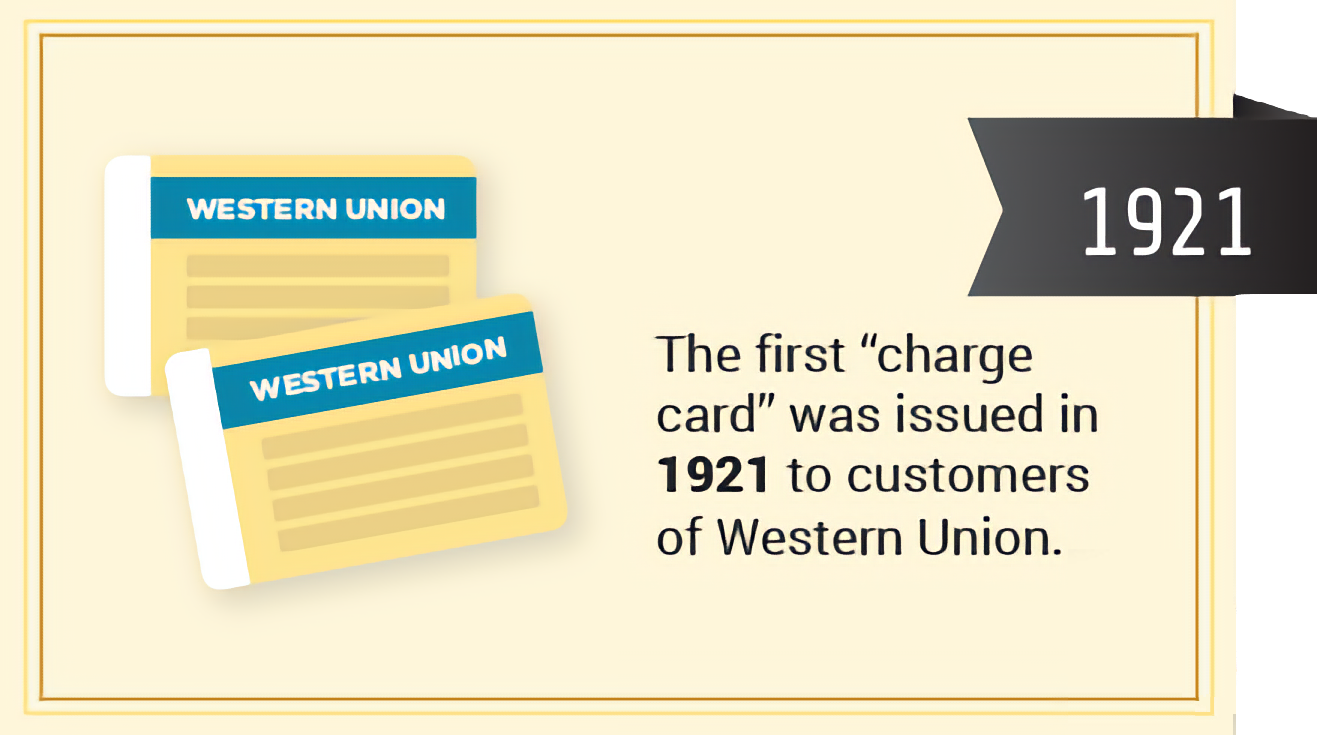 WESTERN UNION
WESTERN UNION
1921
The first “charge
card” was issued in
1921 to customers
of Western Union.